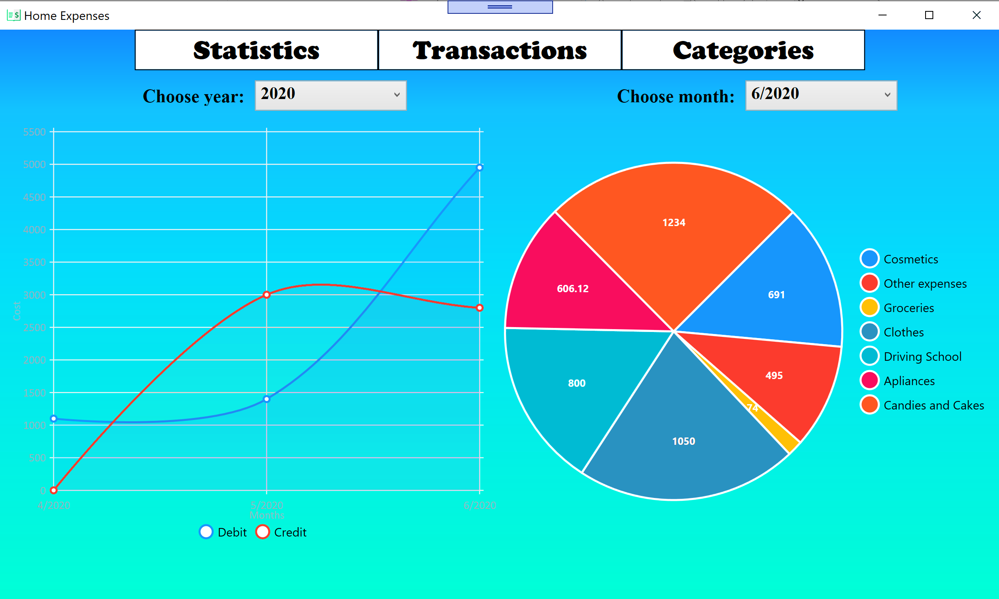 Home Expenses
Statistics
Transactions
Categories
Choose year: 2020
Choose month: 6/2020
5500
5000
4500
4000
3500
3000
2500
2000
1500
1000
500
0
Cost
4/2020
5/2020
6/2020
Months
Debit
Credit
1234
691
606.12
495
800
74
1050
Cosmetics
Other expenses
Groceries
Clothes
Driving School
Apliances
Candies and Cakes